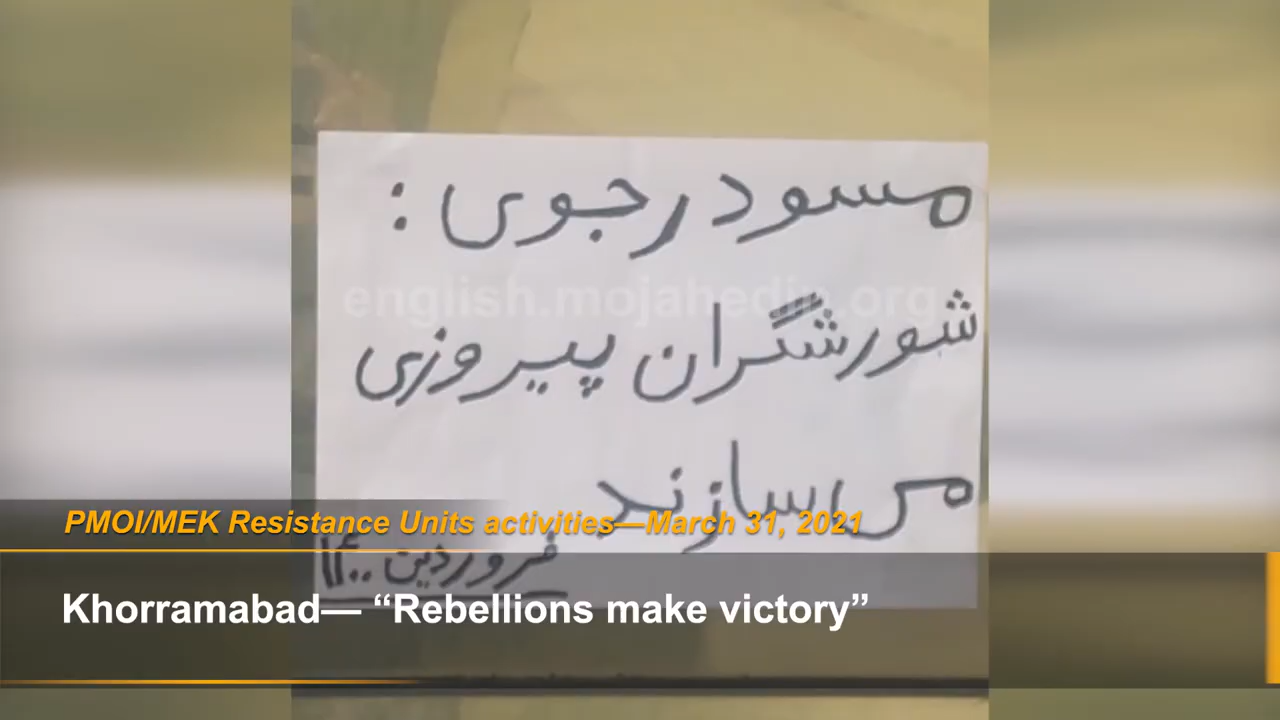 مسود رجوی :
english.mojahedin.org
شورشگران پیروزی
می سازند
PMOI/MEK Resistance Units activities—March 31, 2021
فروردین ۱۴۰۰
Khorramabad— “Rebellions make victory”